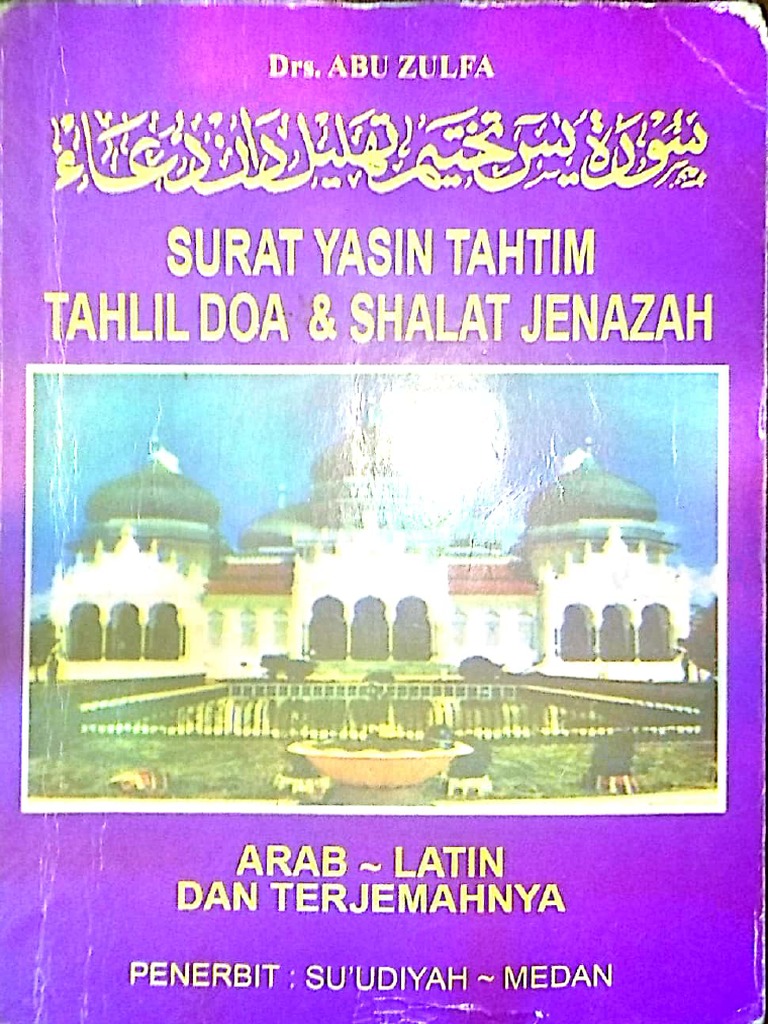 Drs. ABU ZULFA
سورة يس تختيم تهليل دان دعاء
SURAT YASIN TAHTIM
TAHLIL DOA & SHALAT JENAZAH
ARAB ~ LATIN
DAN TERJEMAHNYA
PENERBIT : SU'UDIYAH ~ MEDAN